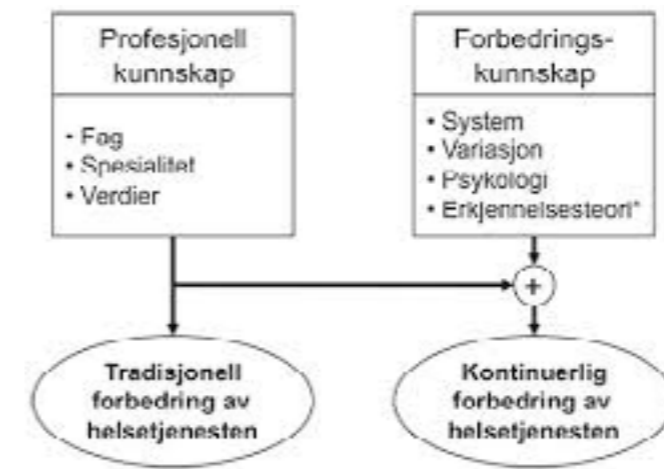 Profesjonell
kunnskap
• Fag
• Spesialitet
• Verdier
Forbedrings-
kunnskap
• System
• Variasjon
• Psykologi
• Erkjennelsesteori*
+
Tradisjonell
forbedring av
helsetjenesten
Kontinuerlig
forbedring av
helsetjenesten